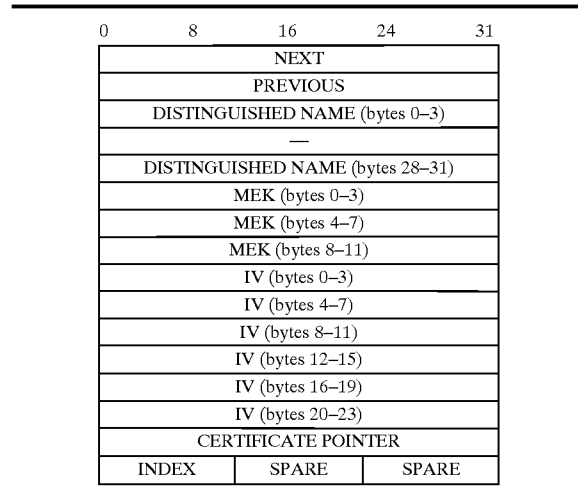 0 8 16 24 31
NEXT
PREVIOUS
DISTINGUISHED NAME (bytes 0–3)
—
DISTINGUISHED NAME (bytes 28–31)
MEK (bytes 0–3)
MEK (bytes 4–7)
MEK (bytes 8–11)
IV (bytes 0–3)
IV (bytes 4–7)
IV (bytes 8–11)
IV (bytes 12–15)
IV (bytes 16–19)
IV (bytes 20–23)
CERTIFICATE POINTER
INDEX SPARE SPARE